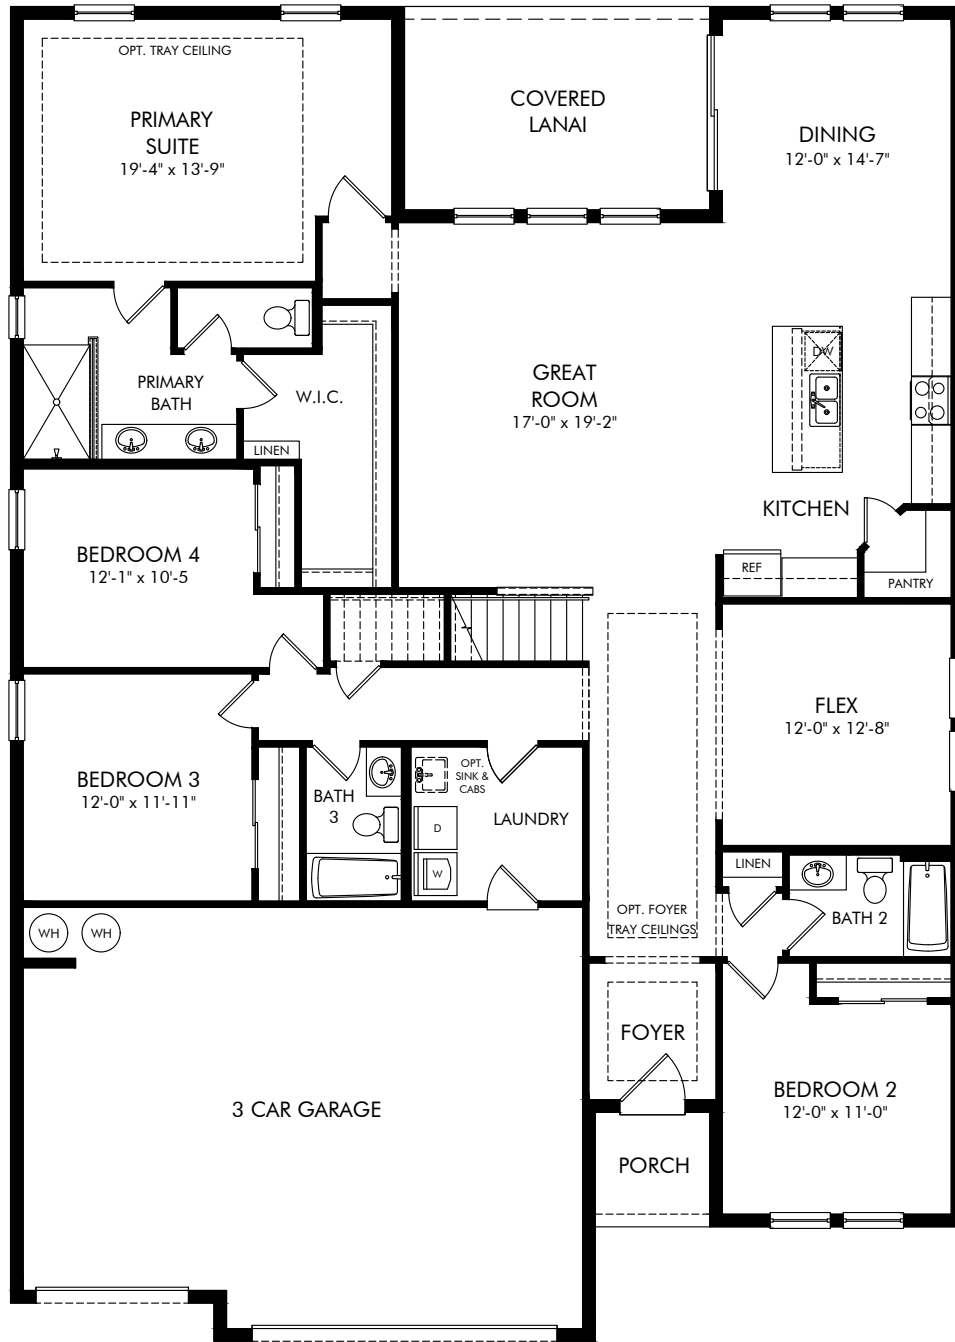 OPT. TRAY CEILING
PRIMARY
SUITE
19'-4" x 13'-9"
COVERED
LANAI
DINING
12'-0" x 14'-7"
DW
PRIMARY
BATH
W.I.C.
LINEN
GREAT
ROOM
17'-0" x 19'-2"
KITCHEN
REF
PANTRY
BEDROOM 4
12'-1" x 10'-5
FLEX
12'-0" x 12'-8"
BEDROOM 3
12'-0" x 11'-11"
BATH
3
OPT.
SINK &
CABS
D
W
LAUNDRY
LINEN
BATH 2
OPT. FOYER
TRAY CEILINGS
WH
WH
FOYER
BEDROOM 2
12'-0" x 11'-0"
3 CAR GARAGE
PORCH